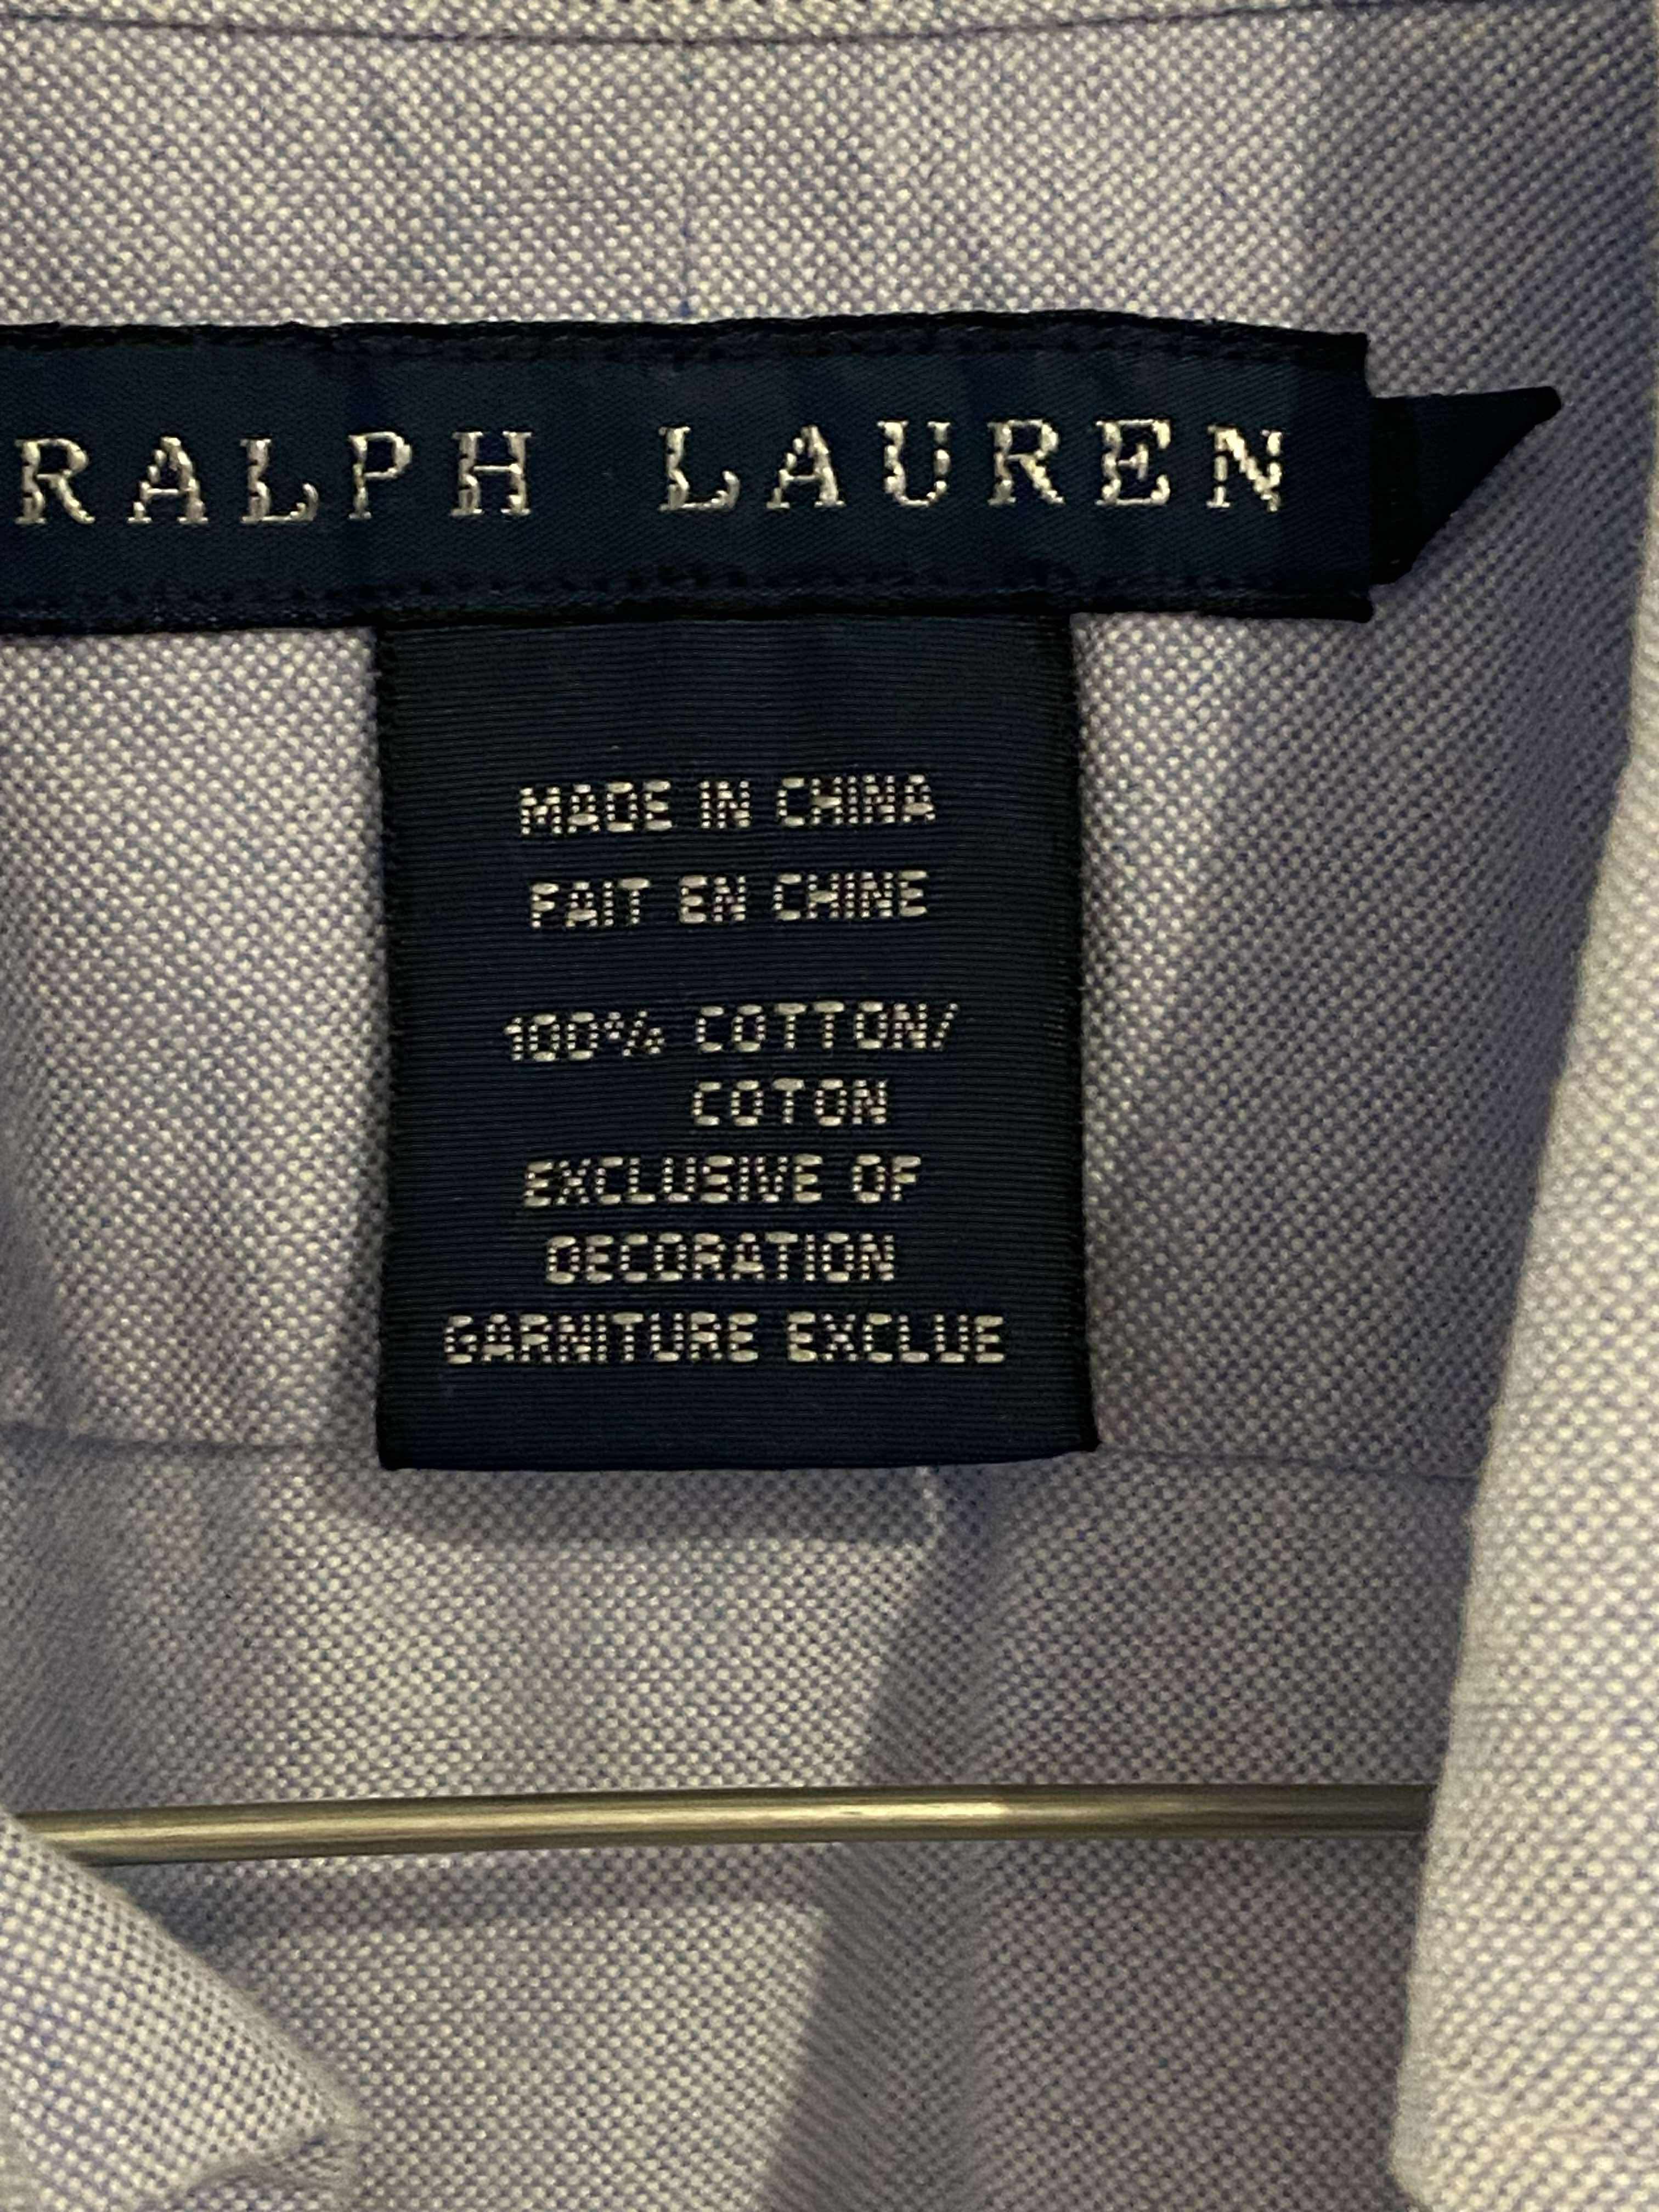 RALPH LAUREN
MADE IN CHINA
FAIT EN CHINE
100% COTTON/
COTON
EXCLUSIVE OF
DECORATION
GARNITURE EXCLUE